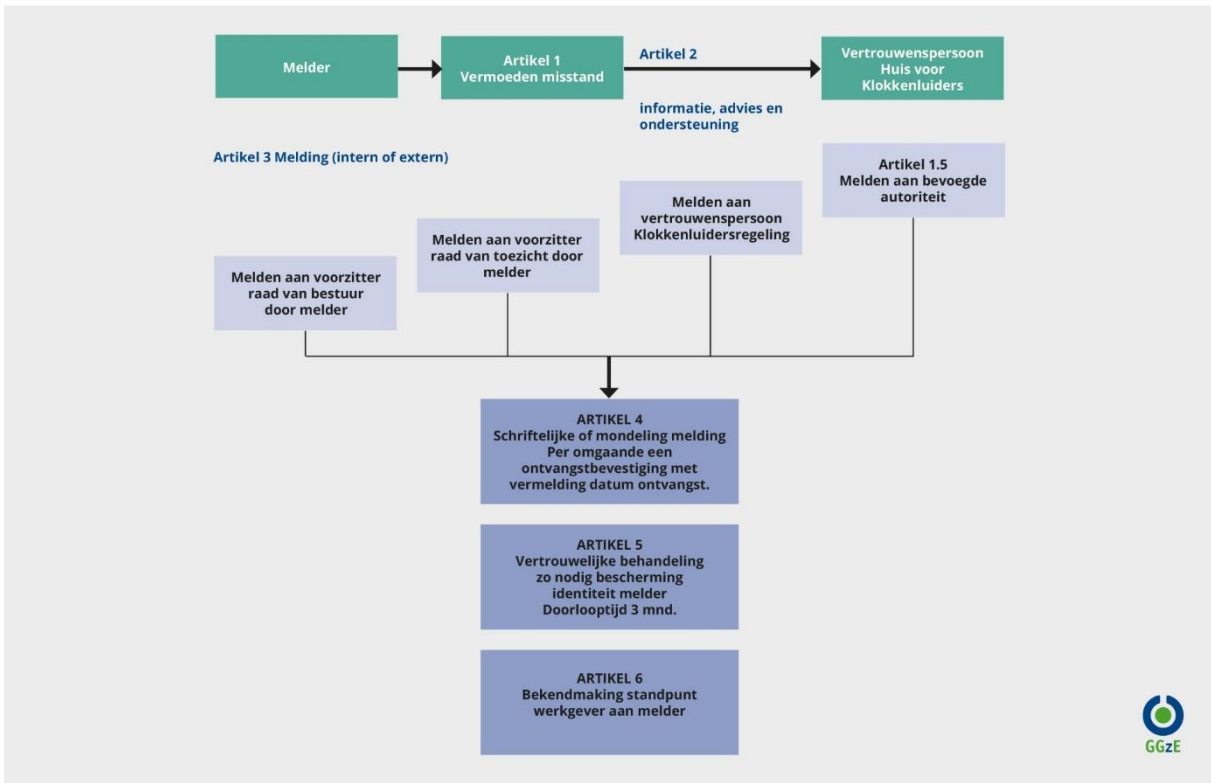 Melder
Artikel 1
Vermoeden misstand
Artikel 2
informatie, advies en
ondersteuning
Vertrouwenspersoon
Huis voor
Klokkenluiders
Artikel 3 Melding (intern of extern)
Melden aan voorzitter
raad van bestuur
door melder
Melden aan voorzitter
raad van toezicht door
melder
Melden aan
vertrouwenspersoon
Klokkenluidersregeling
Artikel 1.5
Melden aan bevoegde
autoriteit
ARTIKEL 4
Schriftelijke of mondeling melding
Per omgaande een
ontvangstbevestiging met
vermelding datum ontvangst.
ARTIKEL 5
Vertrouwelijke behandeling
zo nodig bescherming
identiteit melder
Doorlooptijd 3 mnd.
ARTIKEL 6
Bekendmaking standpunt
werkgever aan melder
GGzE